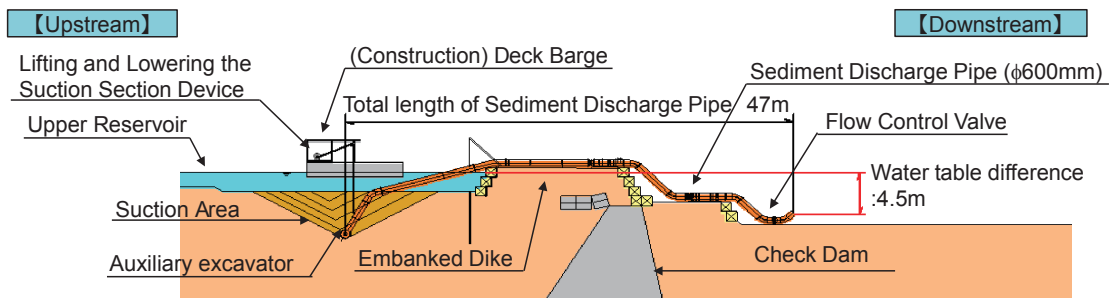 【Upstream】
【Downstream】
(Construction) Deck Barge
Lifting and Lowering the
Suction Section Device
Sediment Discharge Pipe (ϕ600mm)
Total length of Sediment Discharge Pipe 47m
Upper Reservoir
Flow Control Valve
Water table difference
:4.5m
Suction Area
Auxiliary excavator
Embanked Dike
Check Dam